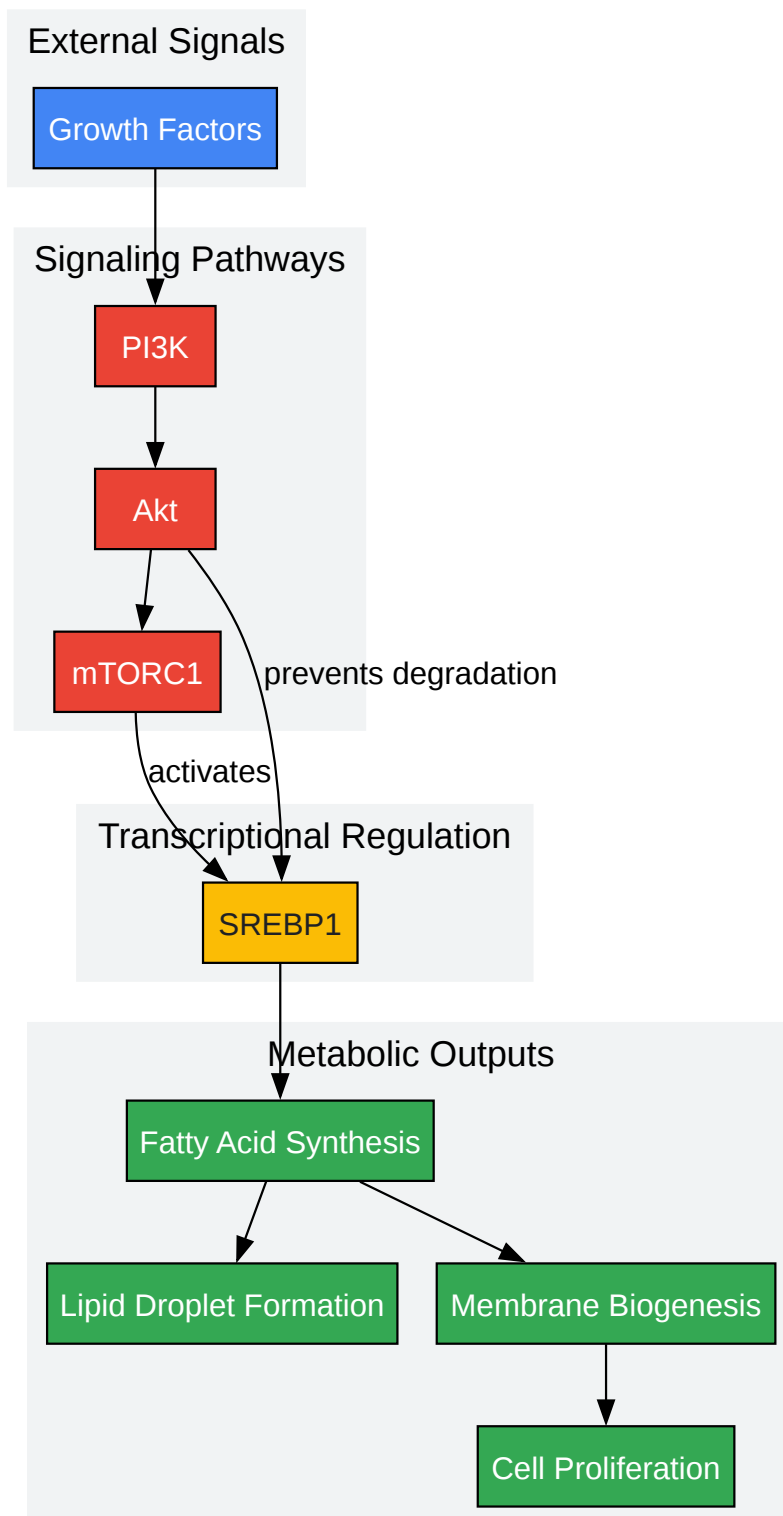 External Signals
Growth Factors
Signaling Pathways
PI3K
Akt
mTORC1
prevents degradation
activates
Transcriptional Regulation
SREBP1
Metabolic Outputs
Fatty Acid Synthesis
Lipid Droplet Formation
Membrane Biogenesis
Cell Proliferation